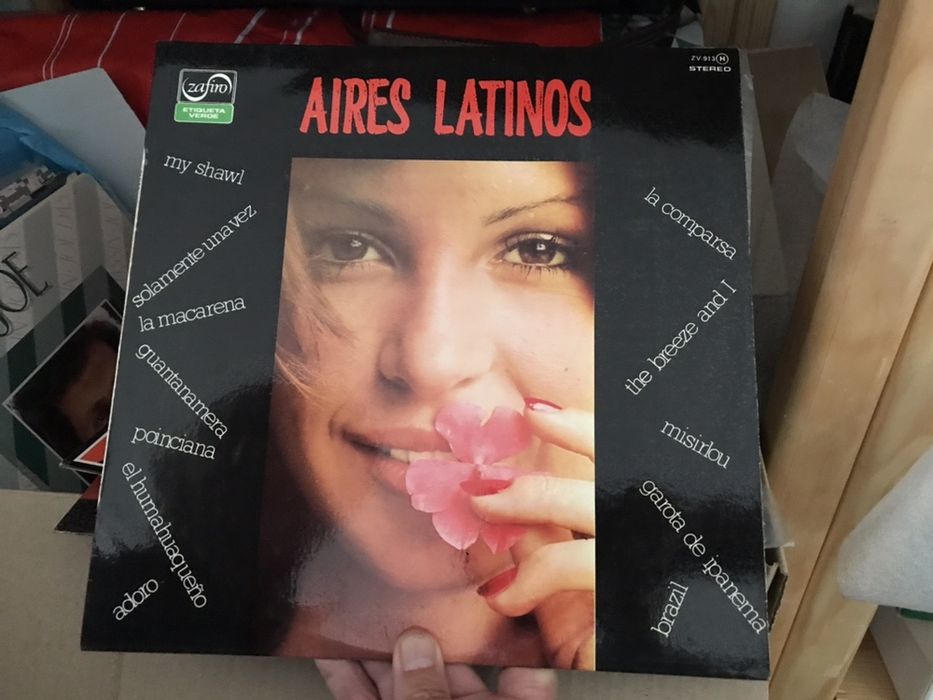 zafiro
ETIQUETA
VERDE
AIRES LATINOS
ZV 913 H
STEREO
my shawl
solamente una vez
la macarena
guantanamera
poinciana
el humahuaqueño
adoro
la comparsa
the breeze and I
misirlou
garota de ipanema
brazil